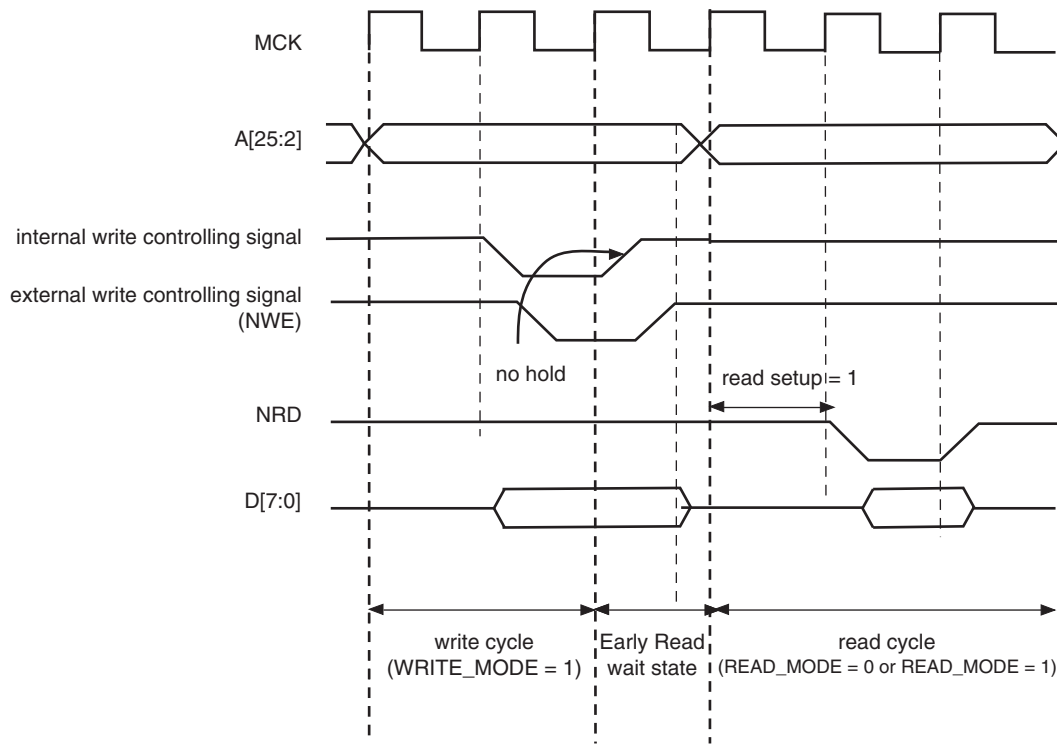 MCK
A[25:2]
internal write controlling signal
external write controlling signal
(NWE)
no hold
read setup = 1
NRD
D[7:0]
write cycle
(WRITE_MODE = 1)
Early Read
wait state
read cycle
(READ_MODE = 0 or READ_MODE = 1)